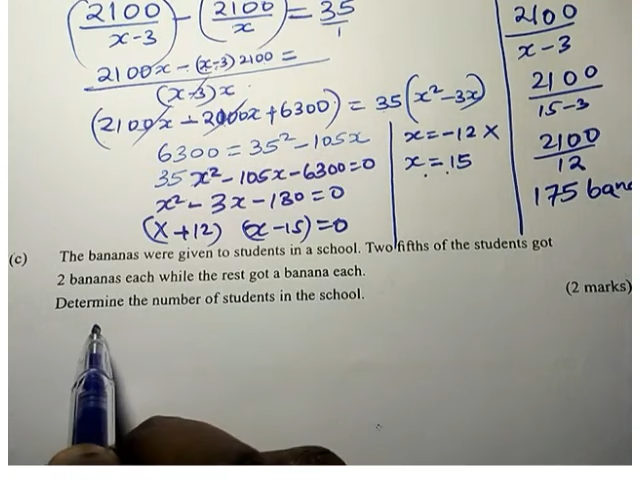 (2100/x-3) - (2100/x) = 35/1
2100x - (x-3)2100 =
(x-3)x
(2100x - 2000x + 6300) = 35(x²-3x)
6300 = 35² - 105x
35x² - 105x - 6300 = 0
x² - 3x - 180 = 0
(x+12) (x-15) = 0
x = -12 X
x = 15
2100
x-3
2100
15-3
2100
12
175 bana
(c) The bananas were given to students in a school. Two fifths of the students got
2 bananas each while the rest got a banana each.
Determine the number of students in the school. (2 marks)